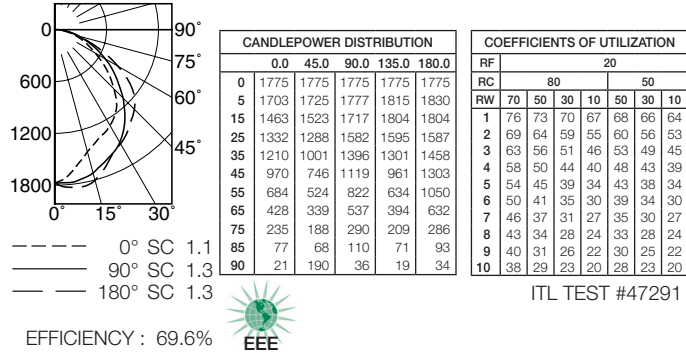 0
600
1200
1800
90°
75°
60°
45°
0° 15° 30°
0° SC 1.1
90° SC 1.3
180° SC 1.3
EFFICIENCY : 69.6%
EEE
CANDLEPOWER DISTRIBUTION
0.0 45.0 90.0 135.0 180.0
0 1775 1775 1775 1775 1775
5 1703 1725 1777 1815 1830
15 1463 1523 1717 1804 1804
25 1332 1288 1582 1595 1587
35 1210 1001 1396 1301 1458
45 970 746 1119 961 1303
55 684 524 822 634 1050
65 428 339 537 394 632
75 235 188 290 209 286
85 77 68 110 71 93
90 21 190 36 19 34
COEFFICIENTS OF UTILIZATION
RF 20
RC 80 50
RW 70 50 30 10 50 30 10
1 76 73 70 67 68 66 64
2 69 64 59 55 60 56 53
3 63 56 51 46 53 49 45
4 58 50 44 40 48 43 39
5 54 45 39 34 43 38 34
6 50 41 35 30 39 34 30
7 46 37 31 27 35 30 27
8 43 34 28 24 33 28 24
9 40 31 26 22 30 25 22
10 38 29 23 20 28 23 20
ITL TEST #47291